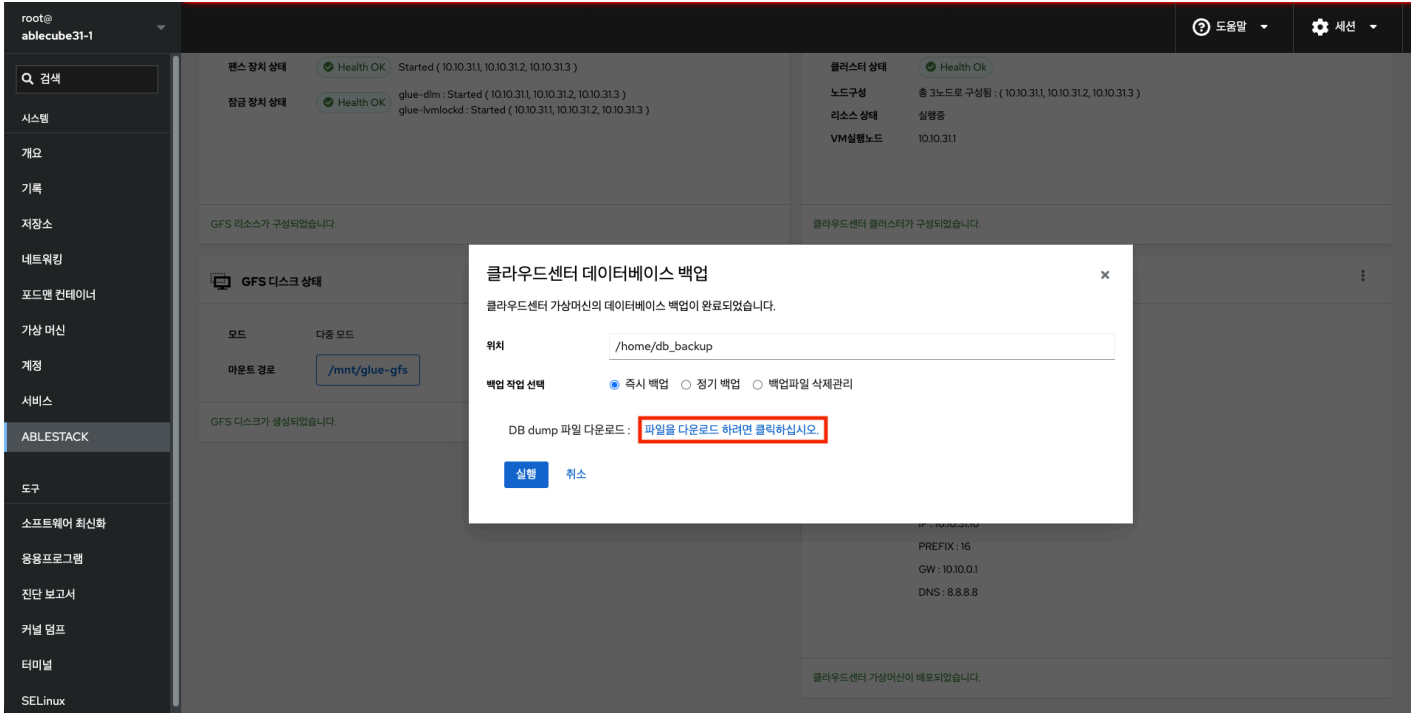 root@
ablecube31-1
도움말
세션
검색
시스템
개요
기록
저장소
네트워킹
포드맨 컨테이너
가상 머신
계정
서비스
ABLESTACK
도구
소프트웨어 최신화
응용프로그램
진단 보고서
커널 덤프
터미널
SELinux
펜스 장치 상태 Health OK Started ( 10.10.31.1, 10.10.31.2, 10.10.31.3 )
잠금 장치 상태 Health OK glue-dlm : Started ( 10.10.31.1, 10.10.31.2, 10.10.31.3 )
glue-lvmlockd : Started ( 10.10.31.1, 10.10.31.2, 10.10.31.3 )
GFS 리소스가 구성되었습니다.
클러스터 상태 Health Ok
노드구성 총 3노드로 구성됨 : ( 10.10.31.1, 10.10.31.2, 10.10.31.3 )
리소스 상태 실행중
VM실행노드 10.10.31.1
클라우드센터 클러스터가 구성되었습니다.
GFS 디스크 상태
모드 다중 모드
마운트 경로 /mnt/glue-gfs
GFS 디스크가 생성되었습니다.
클라우드센터 데이터베이스 백업
클라우드센터 가상머신의 데이터베이스 백업이 완료되었습니다.
위치 /home/db_backup
백업 작업 선택 즉시 백업 정기 백업 백업파일 삭제관리
DB dump 파일 다운로드 : 파일을 다운로드 하려면 클릭하십시오.
실행 취소
IP : 10.10.31.10
PREFIX : 16
GW : 10.10.0.1
DNS : 8.8.8.8
클라우드센터 가상머신이 배포되었습니다.